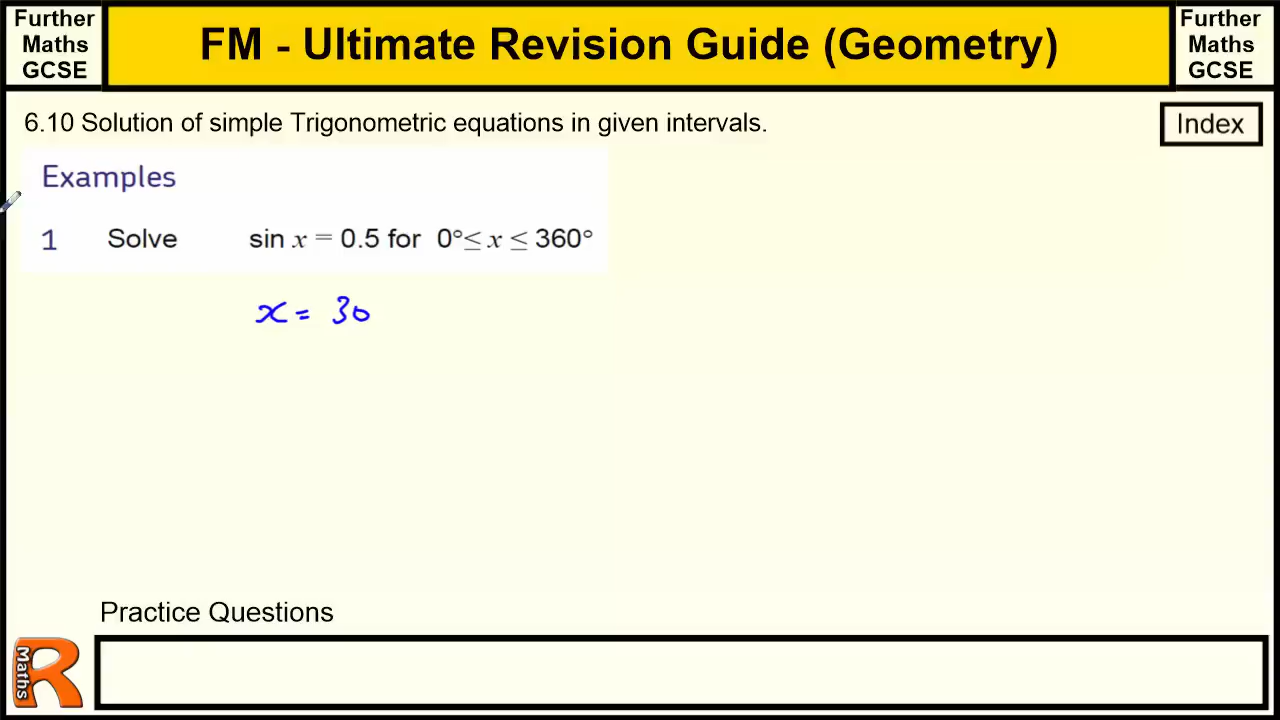 Further
Maths
GCSE
FM - Ultimate Revision Guide (Geometry)
Further
Maths
GCSE
6.10 Solution of simple Trigonometric equations in given intervals.
Index
Examples
1 Solve sin x = 0.5 for 0°≤ x ≤ 360°
x = 30
Practice Questions
R Maths